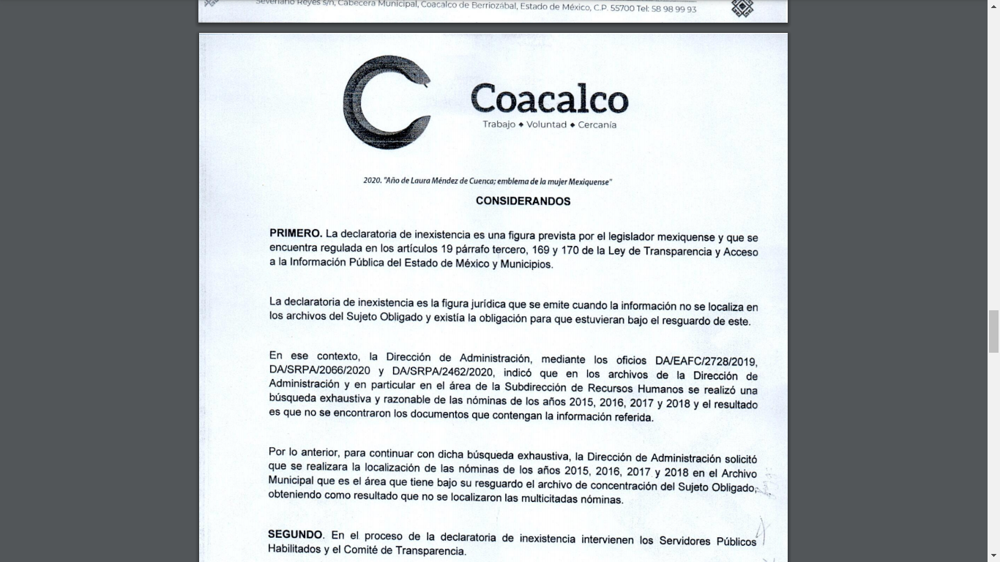 Severiano Reyes s/n, Cabecera Municipal, Coacalco de Berriozábal, Estado de México, C.P. 55700 Tel: 58 98 99 93
Coacalco
Trabajo ◆ Voluntad ◆ Cercanía
2020. "Año de Laura Méndez de Cuenca; emblema de la mujer Mexiquense"
CONSIDERANDOS
PRIMERO. La declaratoria de inexistencia es una figura prevista por el legislador mexiquense y que se
encuentra regulada en los artículos 19 párrafo tercero, 169 y 170 de la Ley de Transparencia y Acceso
a la Información Pública del Estado de México y Municipios.
La declaratoria de inexistencia es la figura jurídica que se emite cuando la información no se localiza en
los archivos del Sujeto Obligado y existía la obligación para que estuvieran bajo el resguardo de este.
En ese contexto, la Dirección de Administración, mediante los oficios DA/EAFC/2728/2019,
DA/SRPA/2066/2020 y DA/SRPA/2462/2020, indicó que en los archivos de la Dirección de
Administración y en particular en el área de la Subdirección de Recursos Humanos se realizó una
búsqueda exhaustiva y razonable de las nóminas de los años 2015, 2016, 2017 y 2018 y el resultado
es que no se encontraron los documentos que contengan la información referida.
Por lo anterior, para continuar con dicha búsqueda exhaustiva, la Dirección de Administración solicitó
que se realizara la localización de las nóminas de los años 2015, 2016, 2017 y 2018 en el Archivo
Municipal que es el área que tiene bajo su resguardo el archivo de concentración del Sujeto Obligado,
obteniendo como resultado que no se localizaron las multicitadas nóminas.
SEGUNDO. En el proceso de la declaratoria de inexistencia intervienen los Servidores Públicos
Habilitados y el Comité de Transparencia.